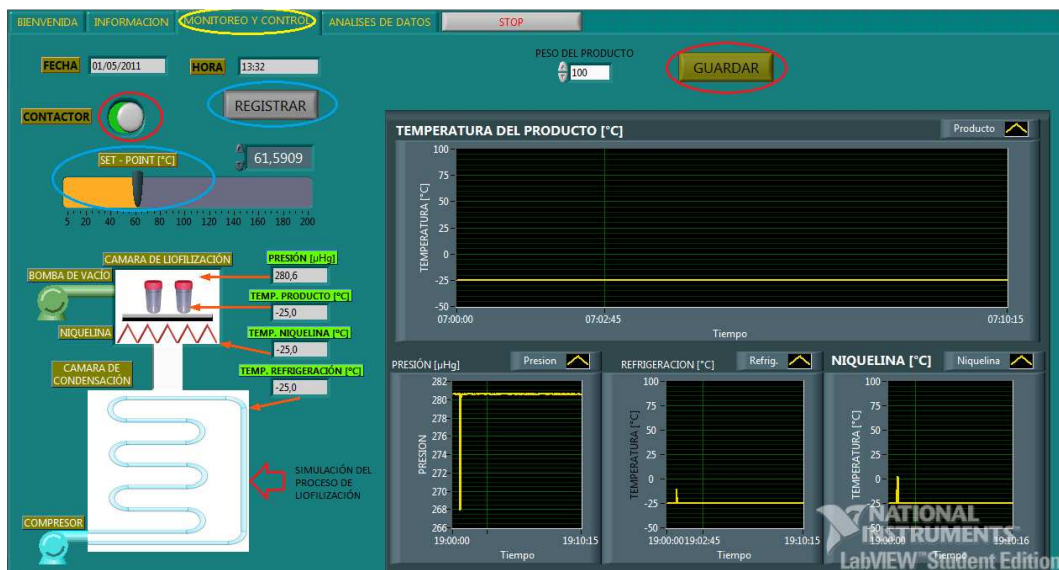 BIENVENIDA INFORMACION MONITOREO Y CONTROL ANALISES DE DATOS STOP
FECHA 01/05/2011 HORA 13:32
PESO DEL PRODUCTO
100
GUARDAR
CONTACTOR
REGISTRAR
SET - POINT [°C]
61,5909
5 20 40 60 80 100 120 140 160 180 200
CAMARA DE LIOFILIZACIÓN
BOMBA DE VACÍO
NIQUELINA
PRESIÓN [µHg]
280,6
TEMP. PRODUCTO [°C]
-25,0
TEMP. NIQUELINA [°C]
-25,0
TEMP. REFRIGERACIÓN [°C]
-25,0
CAMARA DE
CONDENSACIÓN
SIMULACIÓN DEL
PROCESO DE
LIOFILIZACIÓN
COMPRESOR
TEMPERATURA DEL PRODUCTO [°C]
Producto
TEMPERATURA [°C]
100
75
50
25
0
-25
-50
07:00:00 07:02:45 07:10:15
Tiempo
PRESIÓN [µHg]
Presion
PRESION
282
280
278
276
274
272
270
268
266
19:00:00 19:10:15
Tiempo
REFRIGERACION [°C]
Refrig.
TEMPERATURA [°C]
100
75
50
25
0
-25
-50
19:00:00 19:02:45 19:10:15
Tiempo
NIQUELINA [°C]
Niquelina
TEMPERATURA [°C]
100
75
50
25
0
-25
-50
19:00:00 19:10:16
Tiempo
NATIONAL
INSTRUMENTS
LabVIEW™ Student Edition